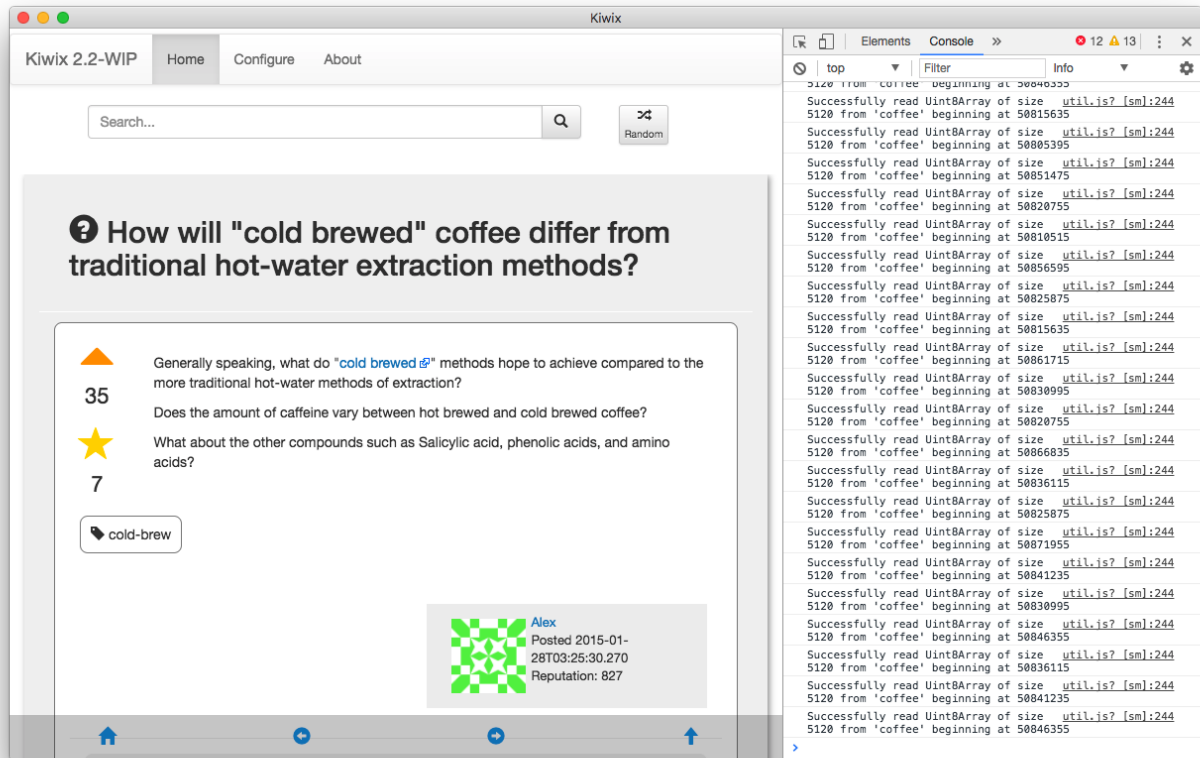 Kiwix
Kiwix 2.2-WIP Home Configure About
Search...
Random
How will "cold brewed" coffee differ from
traditional hot-water extraction methods?
Generally speaking, what do "cold brewed" methods hope to achieve compared to the
more traditional hot-water methods of extraction?
35
Does the amount of caffeine vary between hot brewed and cold brewed coffee?
What about the other compounds such as Salicylic acid, phenolic acids, and amino
acids?
7
cold-brew
Alex
Posted 2015-01-
28T03:25:30.270
Reputation: 827
Elements Console » 12 13
top Filter Info
5120 from 'coffee' beginning at 50846355
Successfully read Uint8Array of size util.js? [sm]:244
5120 from 'coffee' beginning at 50815635
Successfully read Uint8Array of size util.js? [sm]:244
5120 from 'coffee' beginning at 50805395
Successfully read Uint8Array of size util.js? [sm]:244
5120 from 'coffee' beginning at 50851475
Successfully read Uint8Array of size util.js? [sm]:244
5120 from 'coffee' beginning at 50820755
Successfully read Uint8Array of size util.js? [sm]:244
5120 from 'coffee' beginning at 50810515
Successfully read Uint8Array of size util.js? [sm]:244
5120 from 'coffee' beginning at 50856595
Successfully read Uint8Array of size util.js? [sm]:244
5120 from 'coffee' beginning at 50825875
Successfully read Uint8Array of size util.js? [sm]:244
5120 from 'coffee' beginning at 50815635
Successfully read Uint8Array of size util.js? [sm]:244
5120 from 'coffee' beginning at 50861715
Successfully read Uint8Array of size util.js? [sm]:244
5120 from 'coffee' beginning at 50830995
Successfully read Uint8Array of size util.js? [sm]:244
5120 from 'coffee' beginning at 50820755
Successfully read Uint8Array of size util.js? [sm]:244
5120 from 'coffee' beginning at 50866835
Successfully read Uint8Array of size util.js? [sm]:244
5120 from 'coffee' beginning at 50836115
Successfully read Uint8Array of size util.js? [sm]:244
5120 from 'coffee' beginning at 50825875
Successfully read Uint8Array of size util.js? [sm]:244
5120 from 'coffee' beginning at 50871955
Successfully read Uint8Array of size util.js? [sm]:244
5120 from 'coffee' beginning at 50841235
Successfully read Uint8Array of size util.js? [sm]:244
5120 from 'coffee' beginning at 50830995
Successfully read Uint8Array of size util.js? [sm]:244
5120 from 'coffee' beginning at 50846355
Successfully read Uint8Array of size util.js? [sm]:244
5120 from 'coffee' beginning at 50836115
Successfully read Uint8Array of size util.js? [sm]:244
5120 from 'coffee' beginning at 50841235
Successfully read Uint8Array of size util.js? [sm]:244
5120 from 'coffee' beginning at 50846355